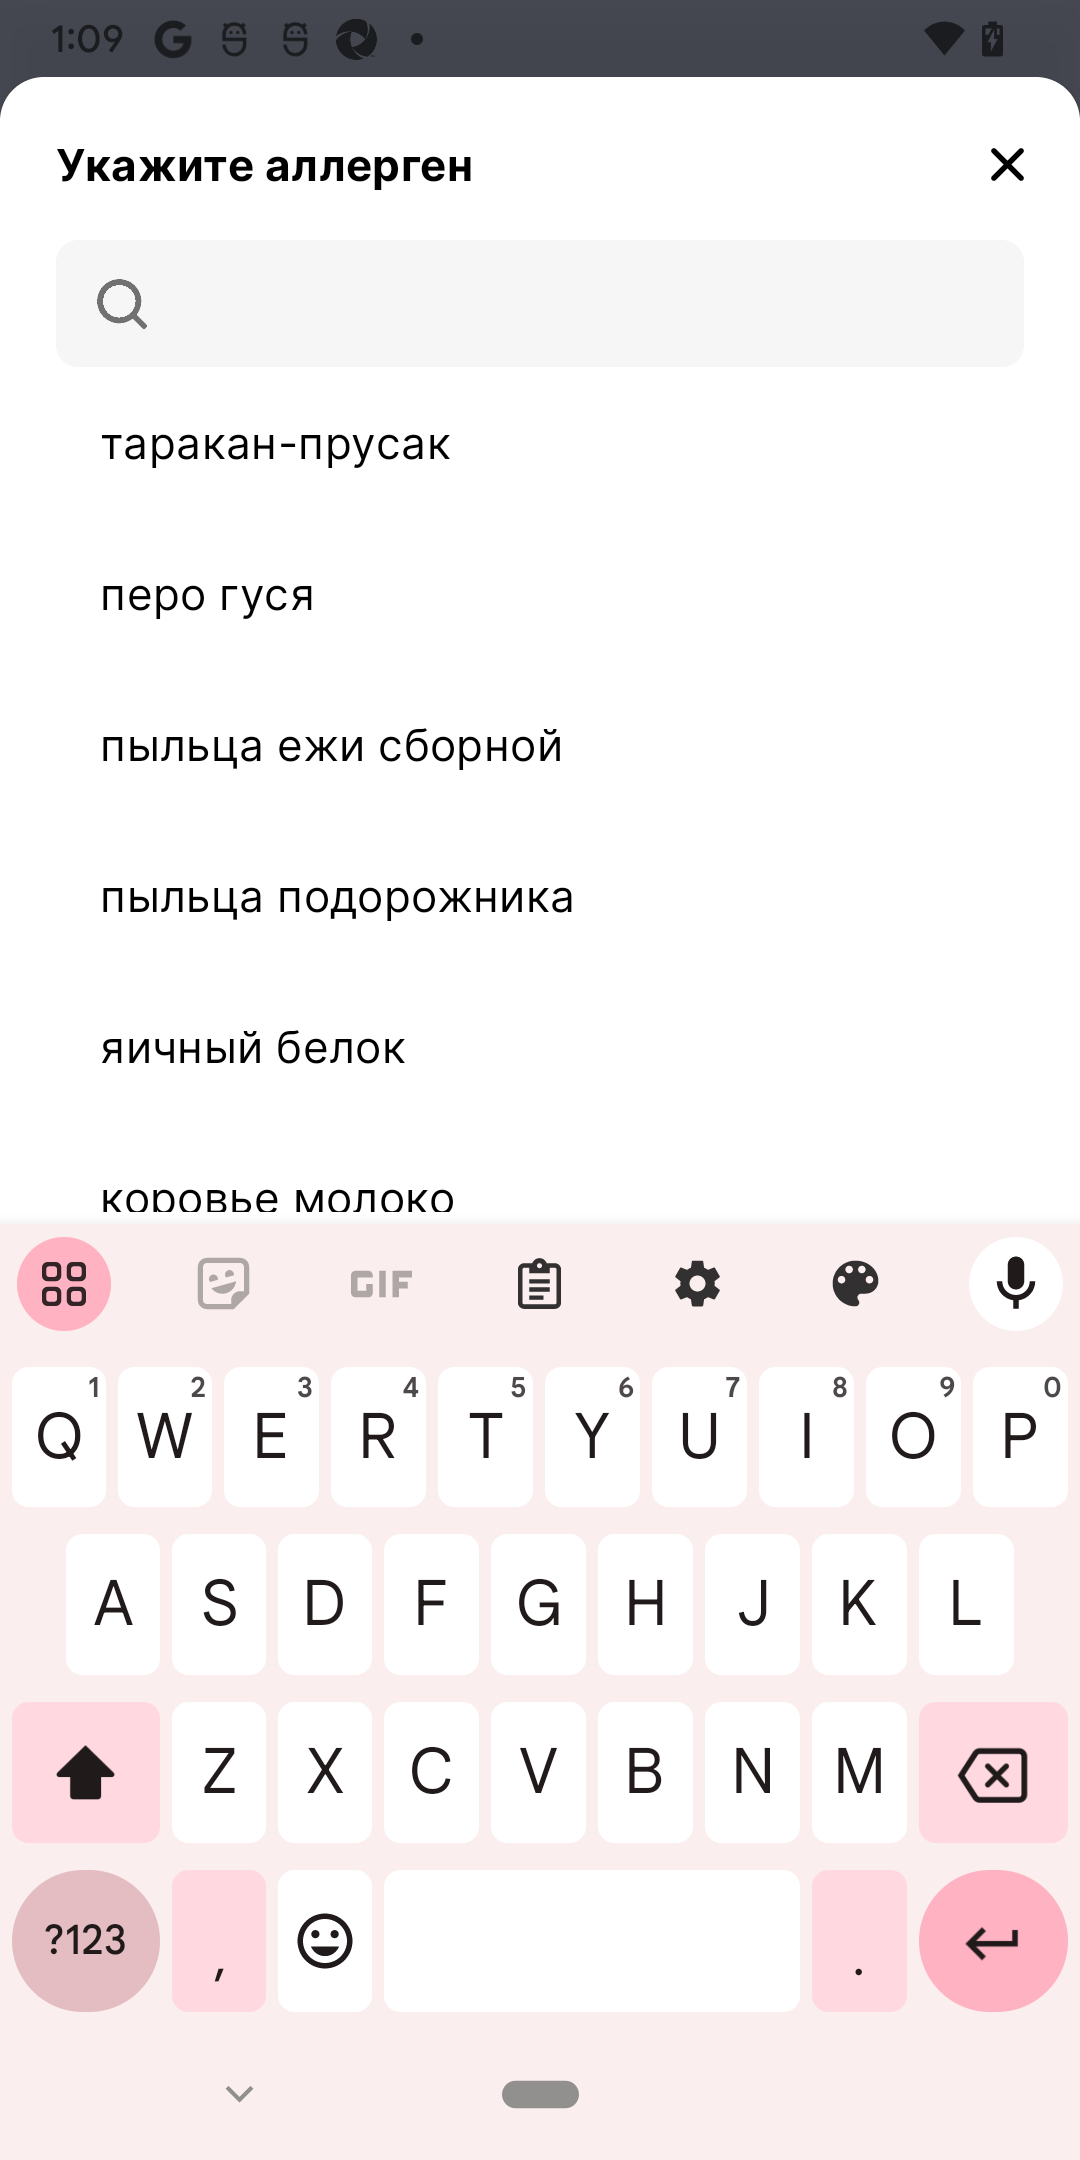 1:09
Укажите аллерген
таракан-прусак
перо гуся
пыльца ежи сборной
пыльца подорожника
яичный белок
коровье молоко
GIF
1 2 3 4 5 6 7 8 9 0
Q W E R T Y U I O P
A S D F G H J K L
Z X C V B N M
?123 , .